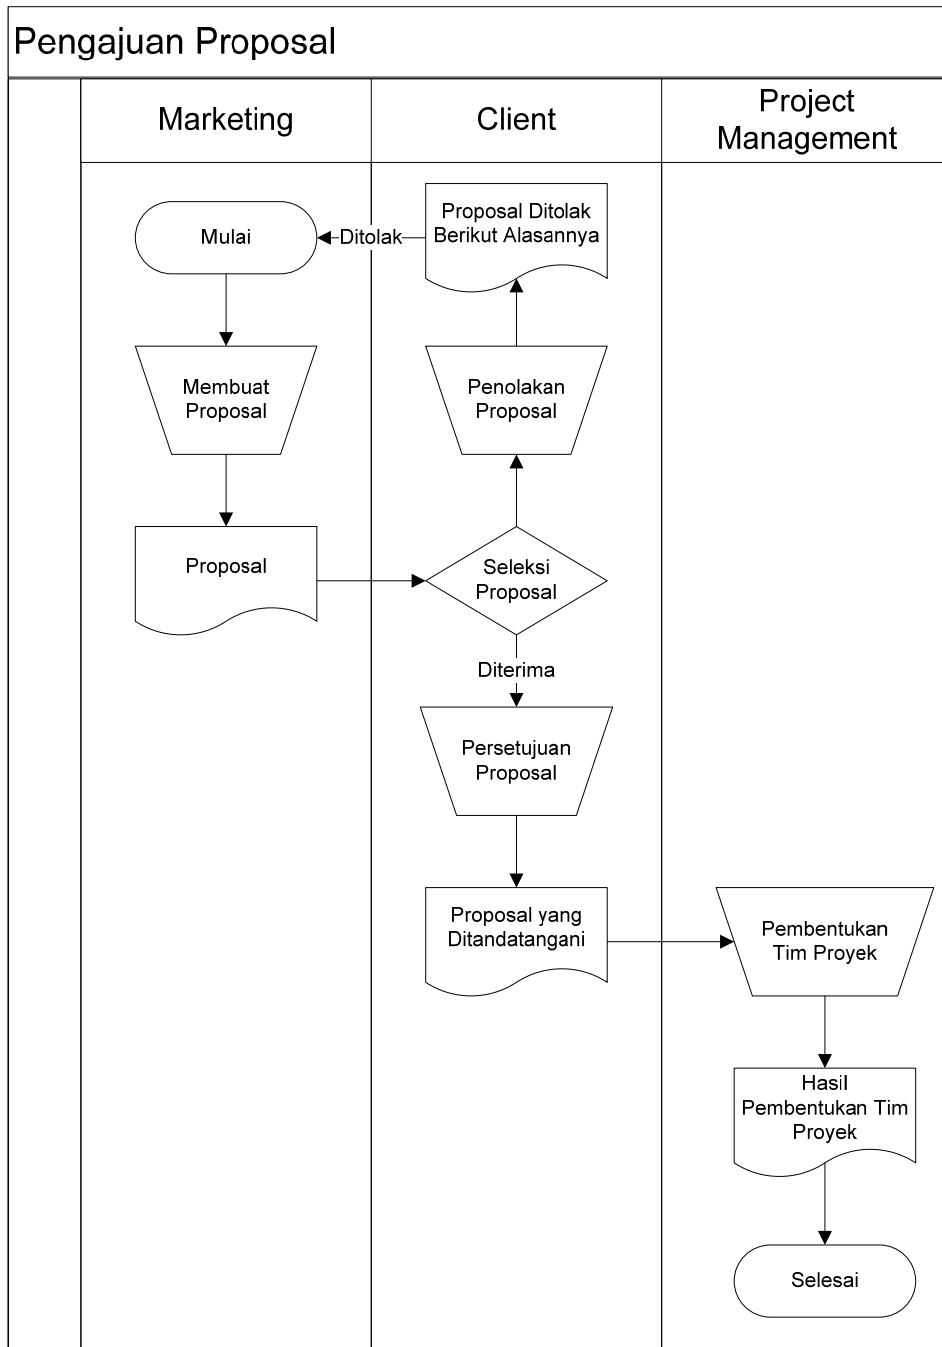 Pengajuan Proposal
Marketing
Client
Project
Management
Mulai
Ditolak
Proposal Ditolak
Berikut Alasannya
Membuat
Proposal
Penolakan
Proposal
Proposal
Seleksi
Proposal
Diterima
Persetujuan
Proposal
Proposal yang
Ditandatangani
Pembentukan
Tim Proyek
Hasil
Pembentukan Tim
Proyek
Selesai